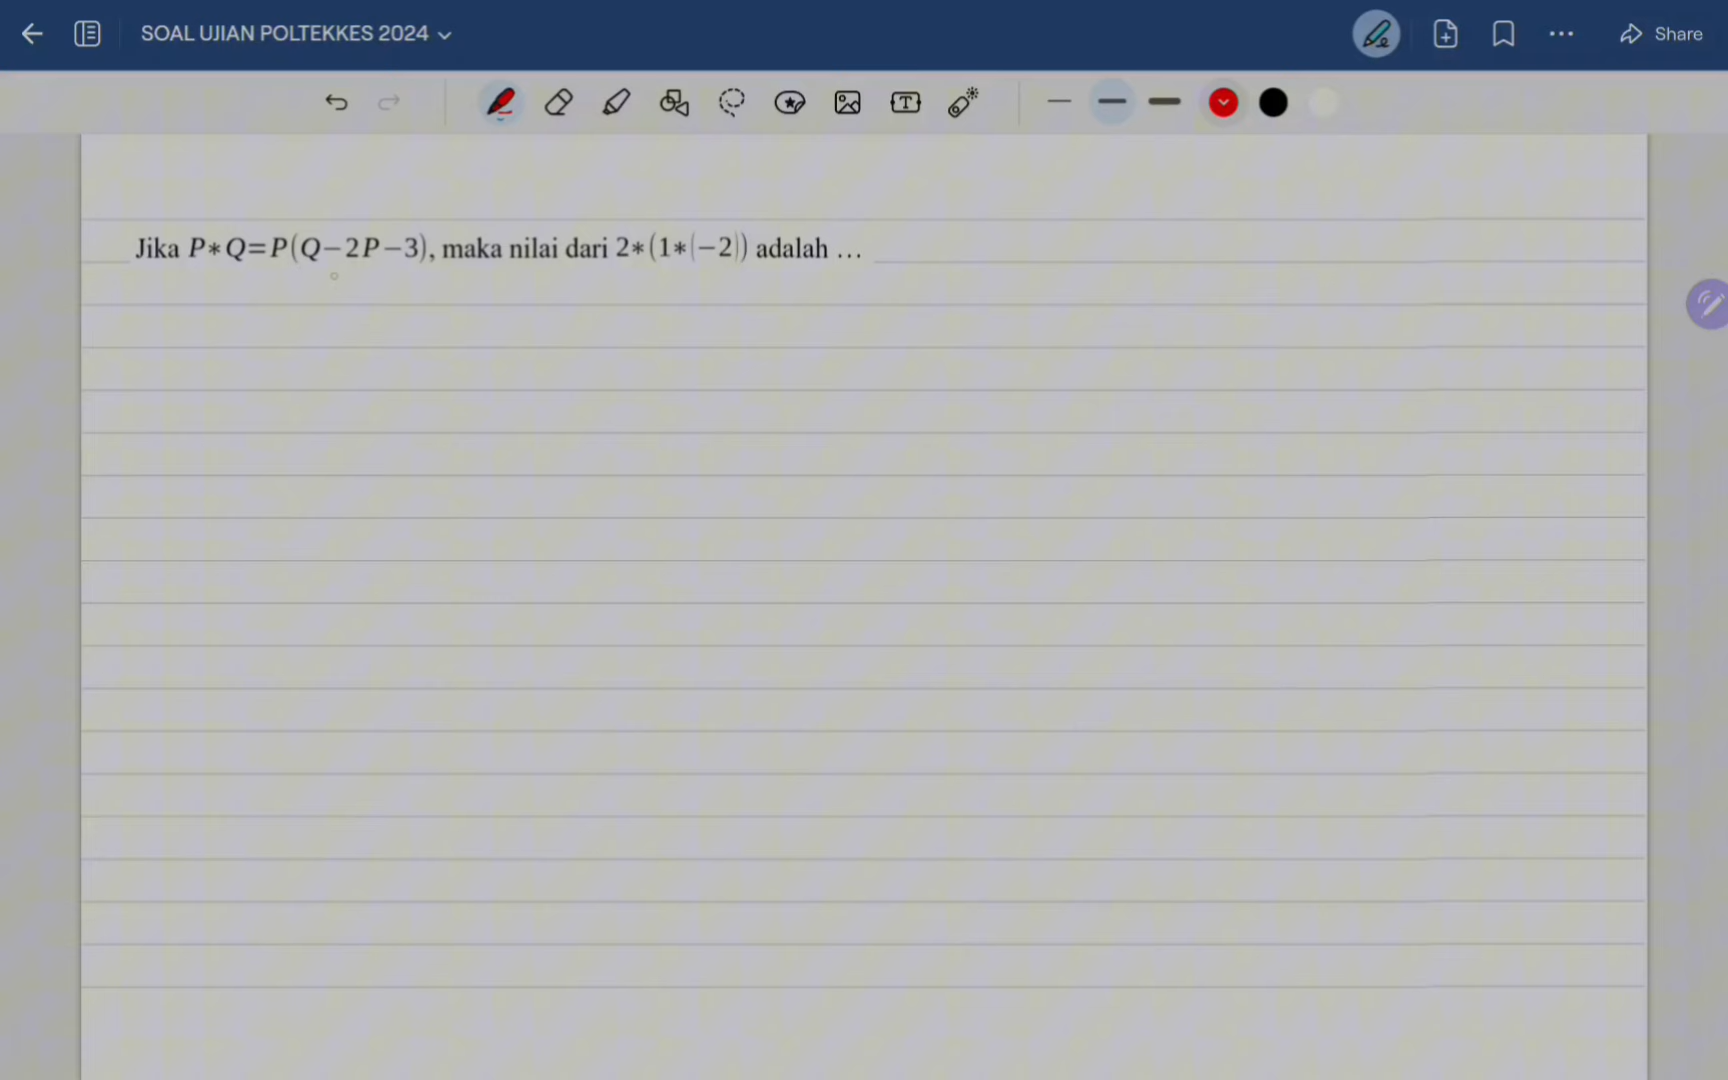 SOAL UJIAN POLTEKKES 2024
Share
Jika P∗Q=P(Q−2P−3), maka nilai dari 2∗(1∗(−2)) adalah …